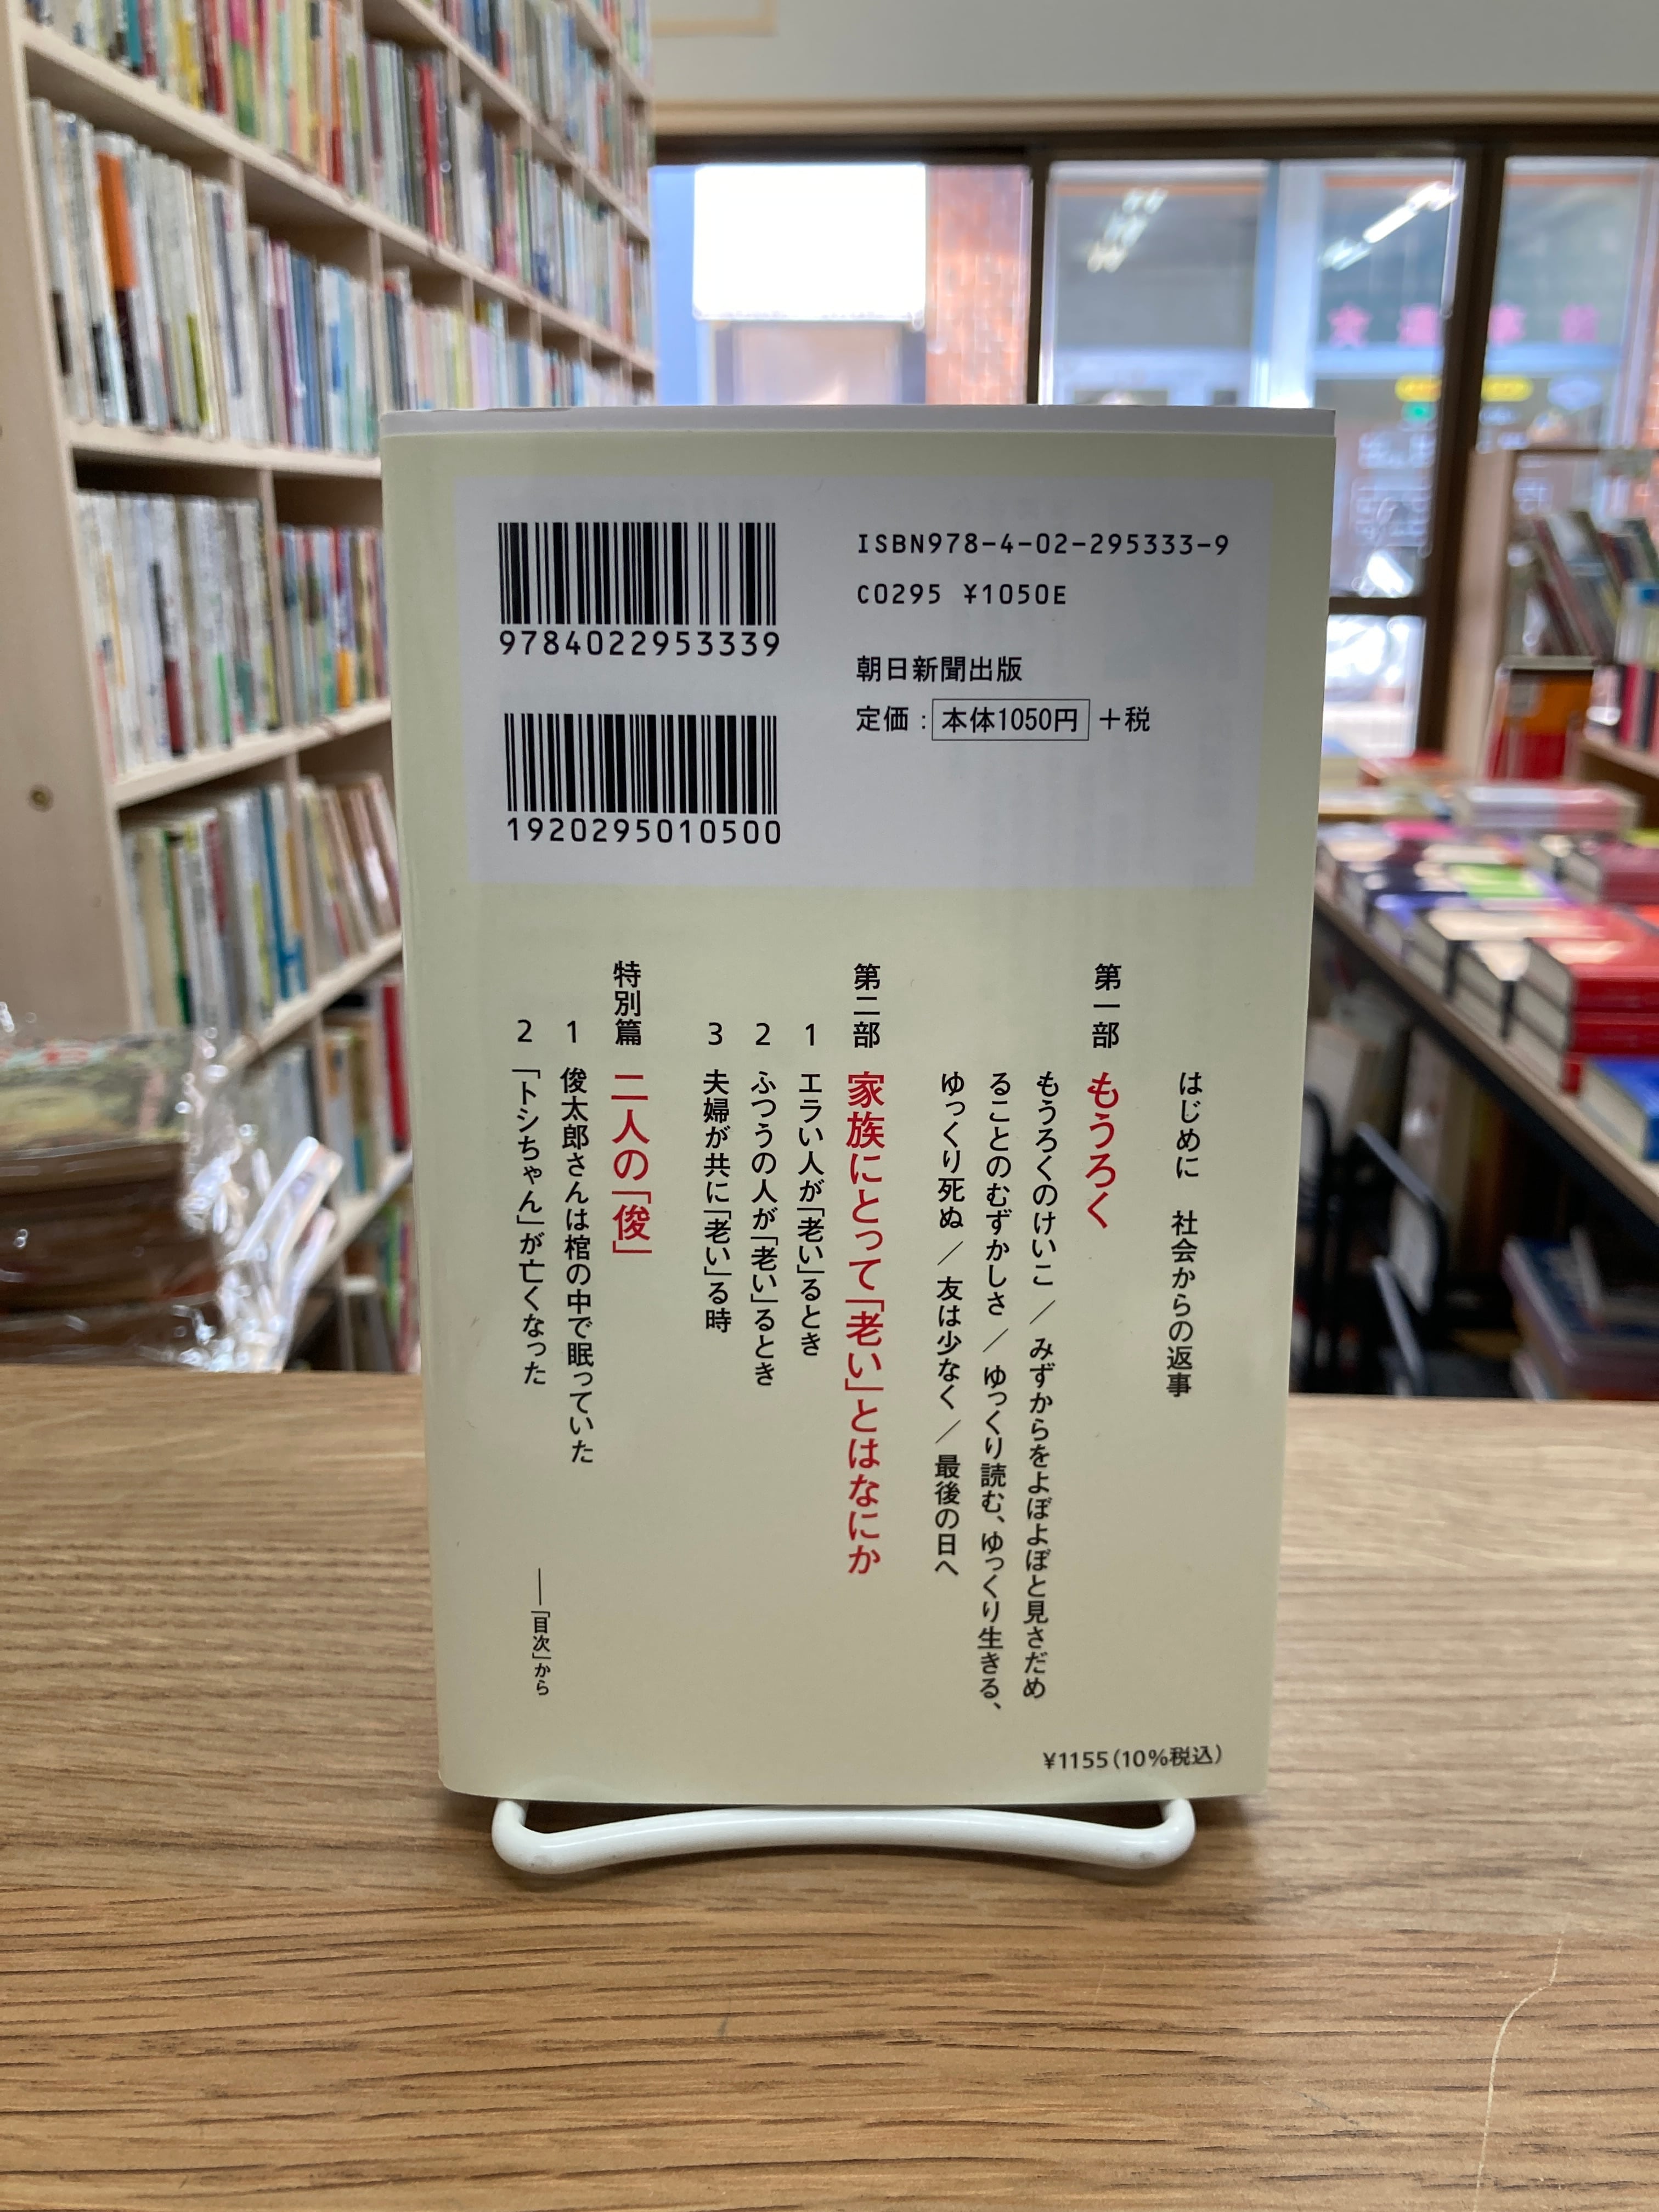 ISBN978-4-02-295333-9
C0295 ¥1050E
朝日新聞出版
定価：本体1050円＋税
9784022953339
1920295010500
はじめに　社会からの返事
第一部　もうろく
もうろくのけいこ／みずからをよぼよぼと見さだめ
ることのむずかしさ／ゆっくり読む、ゆっくり生きる、
ゆっくり死ぬ／友は少なく／最後の日へ
第二部　家族にとって「老い」とはなにか
1　エラい人が「老い」るとき
2　ふつうの人が「老い」るとき
3　夫婦が共に「老い」る時
特別篇　二人の「俊」
1　俊太郎さんは棺の中で眠っていた
2　「トシちゃん」が亡くなった
――「目次」から
¥1155（10%税込）